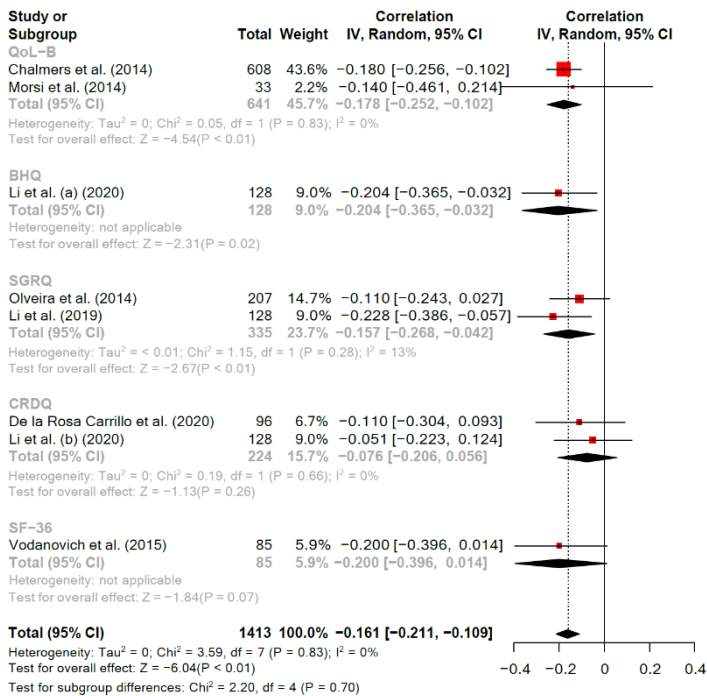 Study or Correlation Correlation
Subgroup Total Weight IV, Random, 95% CI IV, Random, 95% CI
QoL−B
Chalmers et al. (2014) 608 43.6% −0.180 [−0.256, −0.102]
Morsi et al. (2014) 33 2.2% −0.140 [−0.461, 0.214]
Total (95% CI) 641 45.7% −0.178 [−0.252, −0.102]
Heterogeneity: Tau² = 0; Chi² = 0.05, df = 1 (P = 0.83); I² = 0%
Test for overall effect: Z = −4.54(P < 0.01)
BHQ
Li et al. (a) (2020) 128 9.0% −0.204 [−0.365, −0.032]
Total (95% CI) 128 9.0% −0.204 [−0.365, −0.032]
Heterogeneity: not applicable
Test for overall effect: Z = −2.31(P = 0.02)
SGRQ
Olveira et al. (2014) 207 14.7% −0.110 [−0.243, 0.027]
Li et al. (2019) 128 9.0% −0.228 [−0.386, −0.057]
Total (95% CI) 335 23.7% −0.157 [−0.268, −0.042]
Heterogeneity: Tau² = < 0.01; Chi² = 1.15, df = 1 (P = 0.28); I² = 13%
Test for overall effect: Z = −2.67(P < 0.01)
CRDQ
De la Rosa Carrillo et al. (2020) 96 6.7% −0.110 [−0.304, 0.093]
Li et al. (b) (2020) 128 9.0% −0.051 [−0.223, 0.124]
Total (95% CI) 224 15.7% −0.076 [−0.206, 0.056]
Heterogeneity: Tau² = 0; Chi² = 0.19, df = 1 (P = 0.66); I² = 0%
Test for overall effect: Z = −1.13(P = 0.26)
SF−36
Vodanovich et al. (2015) 85 5.9% −0.200 [−0.396, 0.014]
Total (95% CI) 85 5.9% −0.200 [−0.396, 0.014]
Heterogeneity: not applicable
Test for overall effect: Z = −1.84(P = 0.07)
Total (95% CI) 1413 100.0% −0.161 [−0.211, −0.109]
Heterogeneity: Tau² = 0; Chi² = 3.59, df = 7 (P = 0.83); I² = 0%
Test for overall effect: Z = −6.04(P < 0.01)
−0.4 −0.2 0 0.2 0.4
Test for subgroup differences: Chi² = 2.20, df = 4 (P = 0.70)